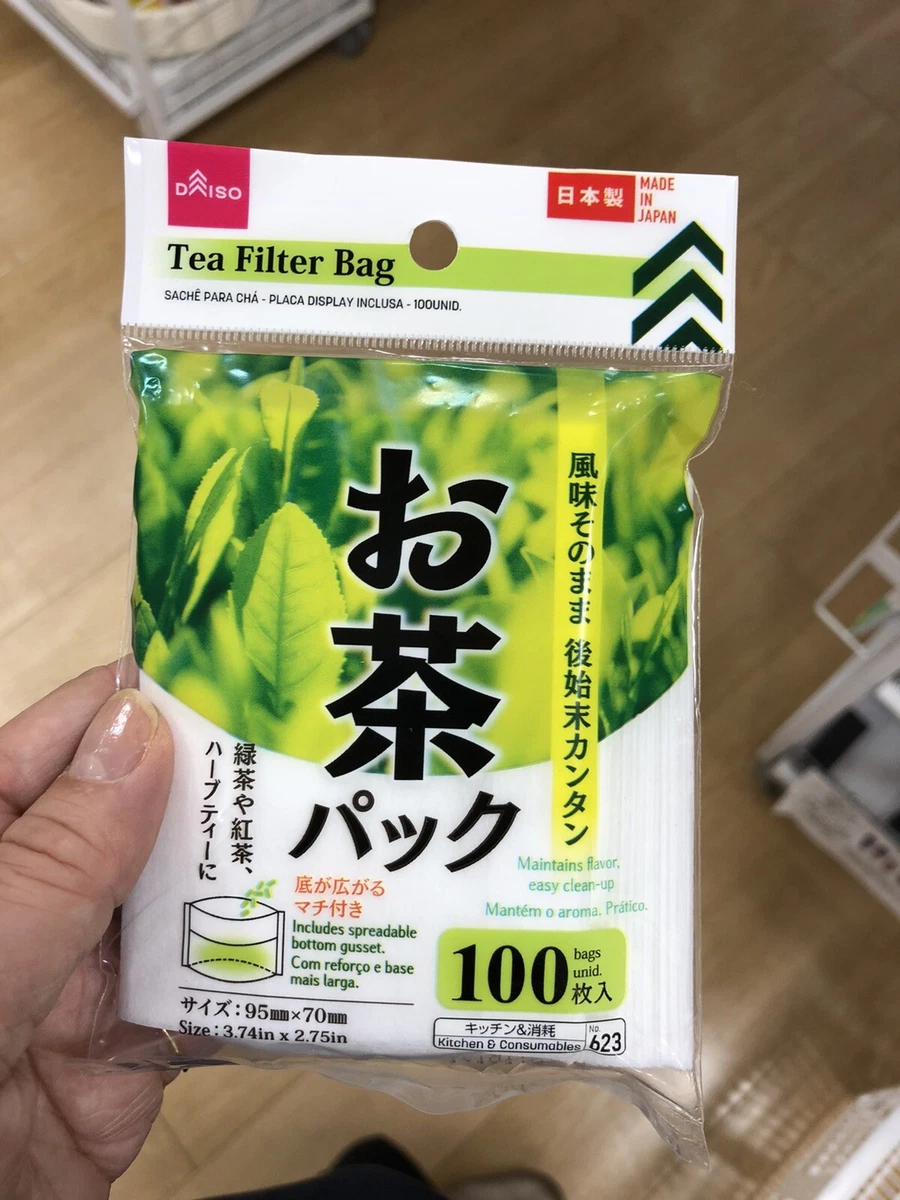 DAISO
日本製
MADE
IN
JAPAN
Tea Filter Bag
SACHÊ PARA CHÁ - PLACA DISPLAY INCLUSA - 100UNID.
風味そのまま 後始末カンタン
お茶
パック
緑茶や紅茶、
ハーブティーに
Maintains flavor,
easy clean-up
Mantém o aroma. Prático.
底が広がる
マチ付き
Includes spreadable
bottom gusset.
Com reforço e base
mais larga.
100 bags
unid.
枚入
サイズ：95mm×70mm
Size : 3.74in x 2.75in
キッチン&消耗
Kitchen & Consumables
No.
623